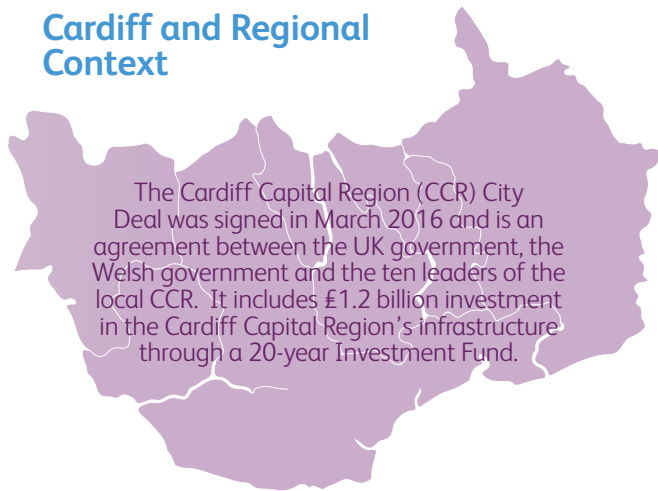 Cardiff and Regional
Context
The Cardiff Capital Region (CCR) City
Deal was signed in March 2016 and is an
agreement between the UK government, the
Welsh government and the ten leaders of the
local CCR.  It includes £1.2 billion investment
in the Cardiff Capital Region’s infrastructure
through a 20-year Investment Fund.